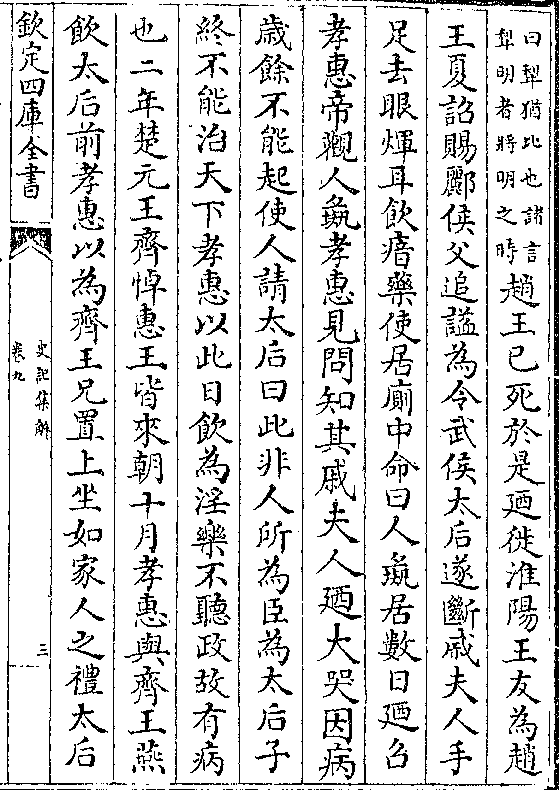 曰犂猶比也諸言
犂明者將明之時
趙王已死於是廼徙淮陽王友為趙
王夏詔賜酈侯父追諡為令武侯太后遂斷戚夫人手
足去眼煇耳飲瘖藥使居廁中命曰人彘居數日廼召
孝惠帝觀人彘孝惠見問知其戚夫人廼大哭因病
歲餘不能起使人請太后曰此非人所為臣為太后子
終不能治天下孝惠以此日飲為淫樂不聽政故有病
也二年楚元王齊悼惠王皆來朝十月孝惠與齊王燕
飲太后前孝惠以為齊王兄置上坐如家人之禮太后
欽定四庫全書
史記集解
卷九
三